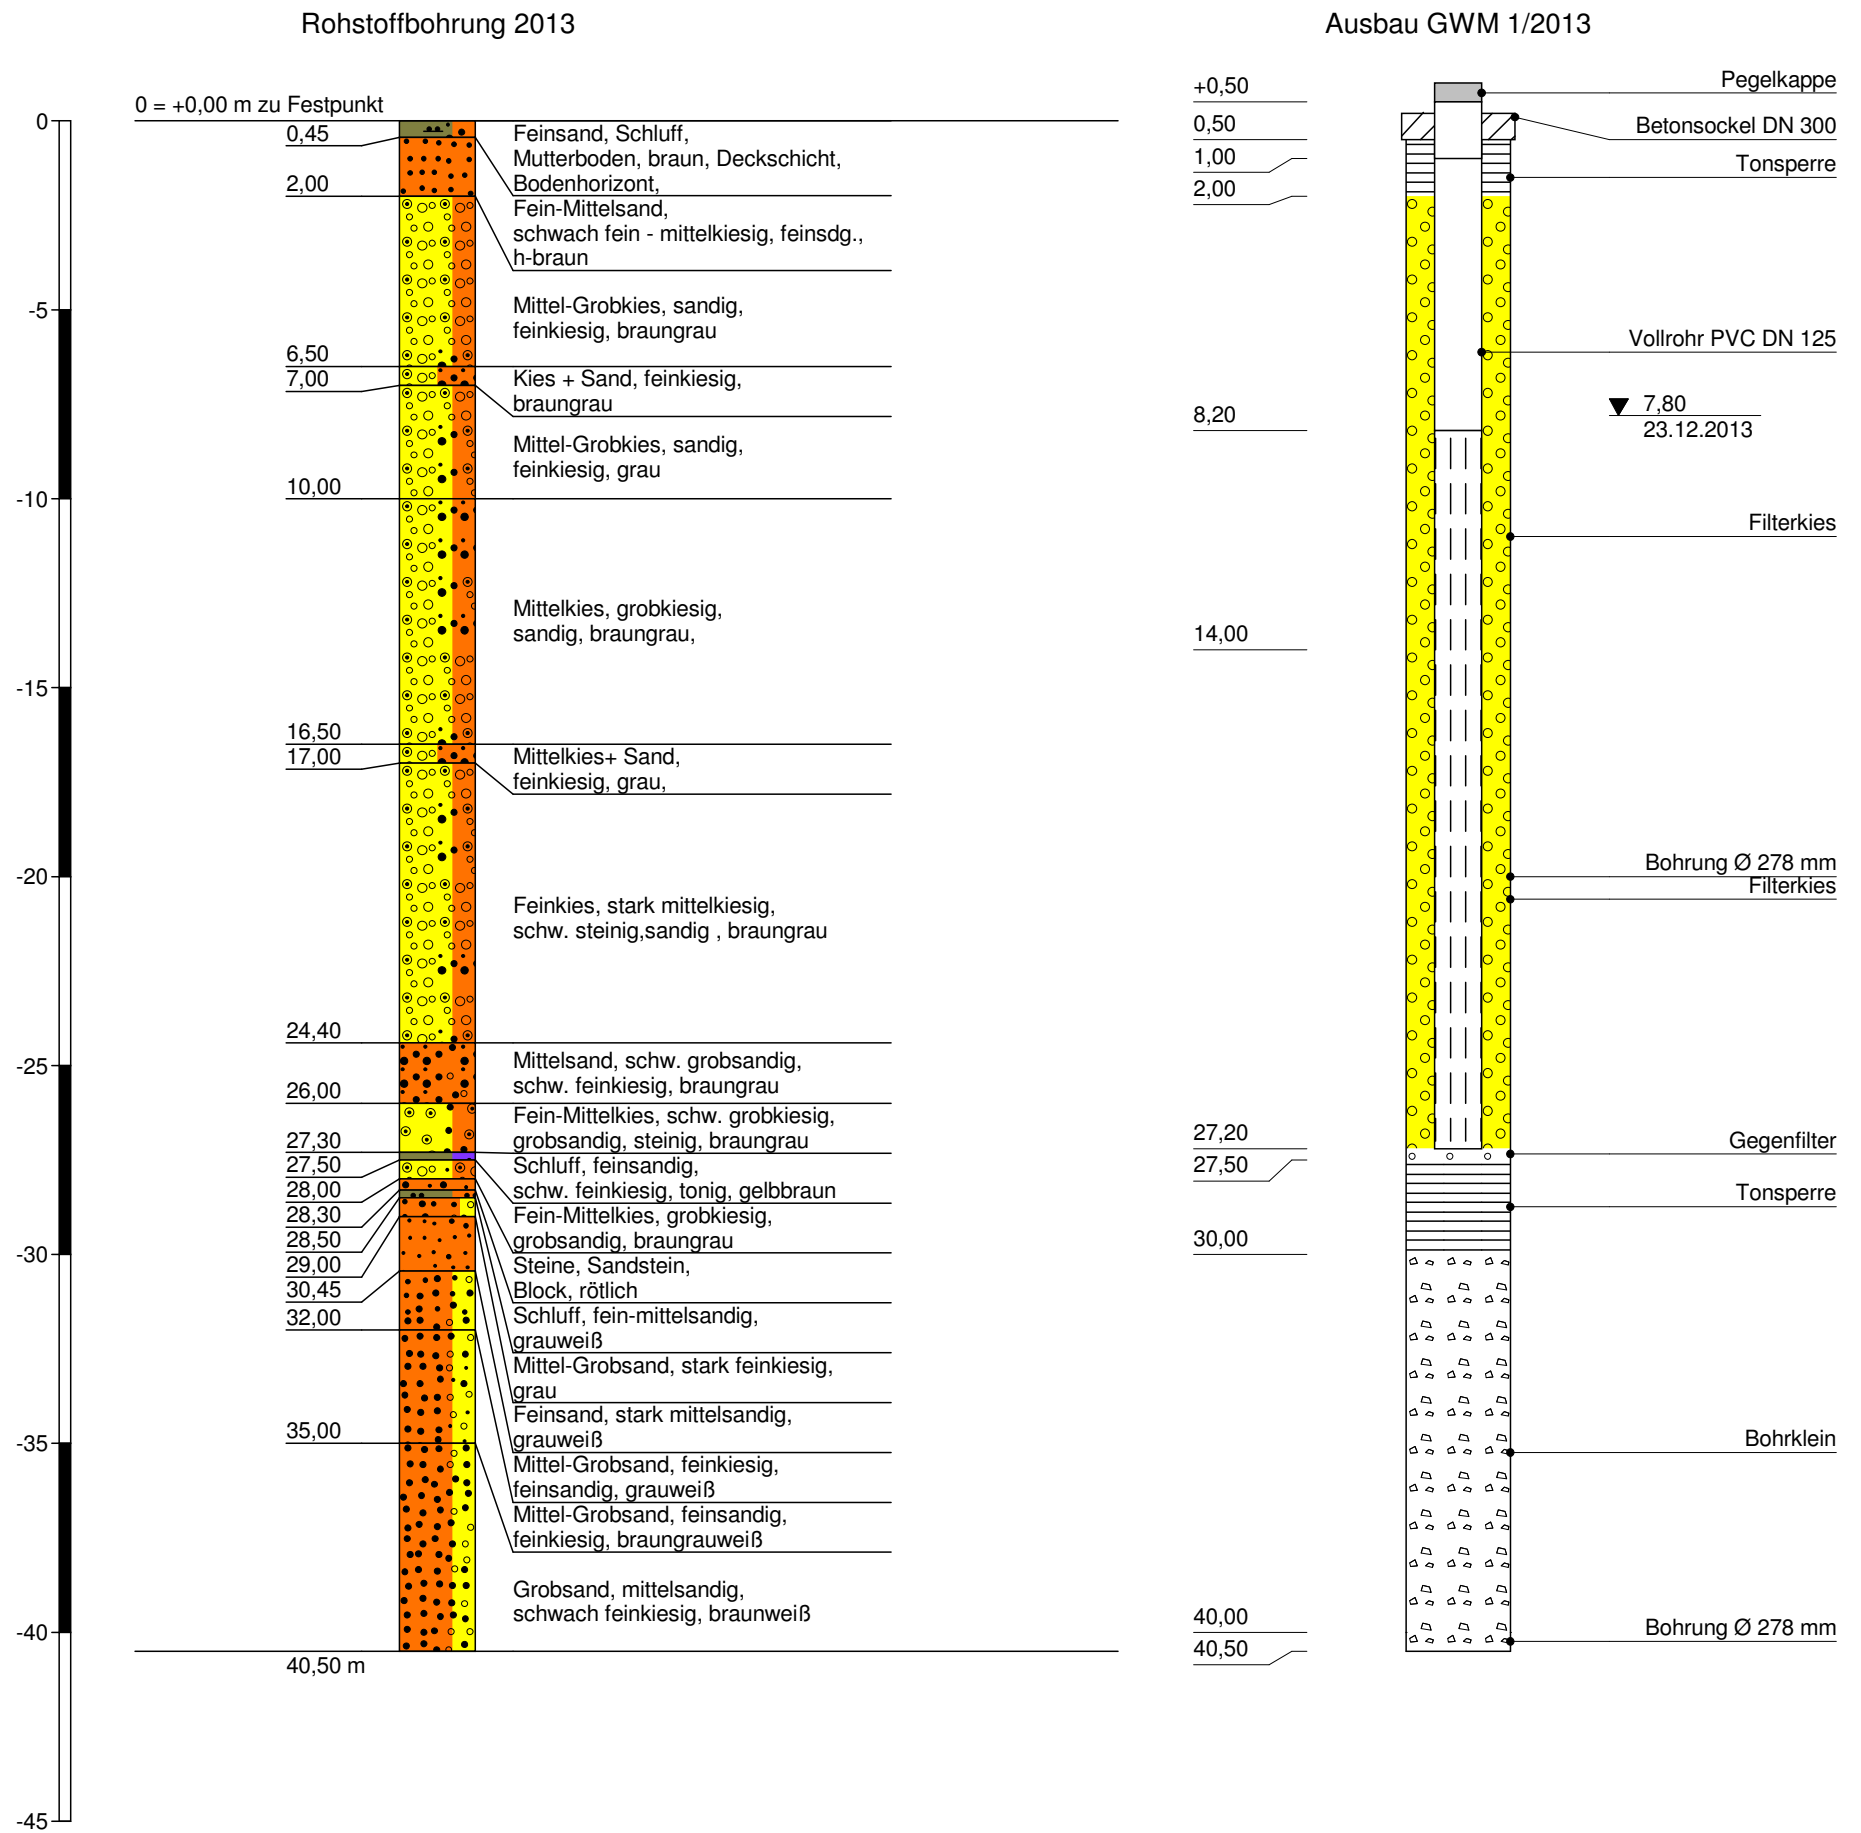 Rohstoffbohrung 2013
0 = +0,00 m zu Festpunkt
0
-5
-10
-15
-20
-25
-30
-35
-40
-45
0,45
2,00
6,50
7,00
10,00
16,50
17,00
24,40
26,00
27,30
27,50
28,00
28,30
28,50
29,00
30,45
32,00
35,00
40,50 m
Feinsand, Schluff,
Mutterboden, braun, Deckschicht,
Bodenhorizont,
Fein-Mittelsand,
schwach fein - mittelkiesig, feinsdg.,
h-braun
Mittel-Grobkies, sandig,
feinkiesig, braungrau
Kies + Sand, feinkiesig,
braungrau
Mittel-Grobkies, sandig,
feinkiesig, grau
Mittelkies, grobkiesig,
sandig, braungrau,
Mittelkies+ Sand,
feinkiesig, grau,
Feinkies, stark mittelkiesig,
schw. steinig,sandig , braungrau
Mittelsand, schw. grobsandig,
schw. feinkiesig, braungrau
Fein-Mittelkies, schw. grobkiesig,
grobsandig, steinig, braungrau
Schluff, feinsandig,
schw. feinkiesig, tonig, gelbbraun
Fein-Mittelkies, grobkiesig,
grobsandig, braungrau
Steine, Sandstein,
Block, rötlich
Schluff, fein-mittelsandig,
grauweiß
Mittel-Grobsand, stark feinkiesig,
grau
Feinsand, stark mittelsandig,
grauweiß
Mittel-Grobsand, feinkiesig,
feinsandig, grauweiß
Mittel-Grobsand, feinsandig,
feinkiesig, braungrauweiß
Grobsand, mittelsandig,
schwach feinkiesig, braunweiß
Ausbau GWM 1/2013
+0,50
0,50
1,00
2,00
8,20
14,00
27,20
27,50
30,00
40,00
40,50
Pegelkappe
Betonsockel DN 300
Tonsperre
Vollrohr PVC DN 125
7,80
23.12.2013
Filterkies
Bohrung Ø 278 mm
Filterkies
Gegenfilter
Tonsperre
Bohrklein
Bohrung Ø 278 mm